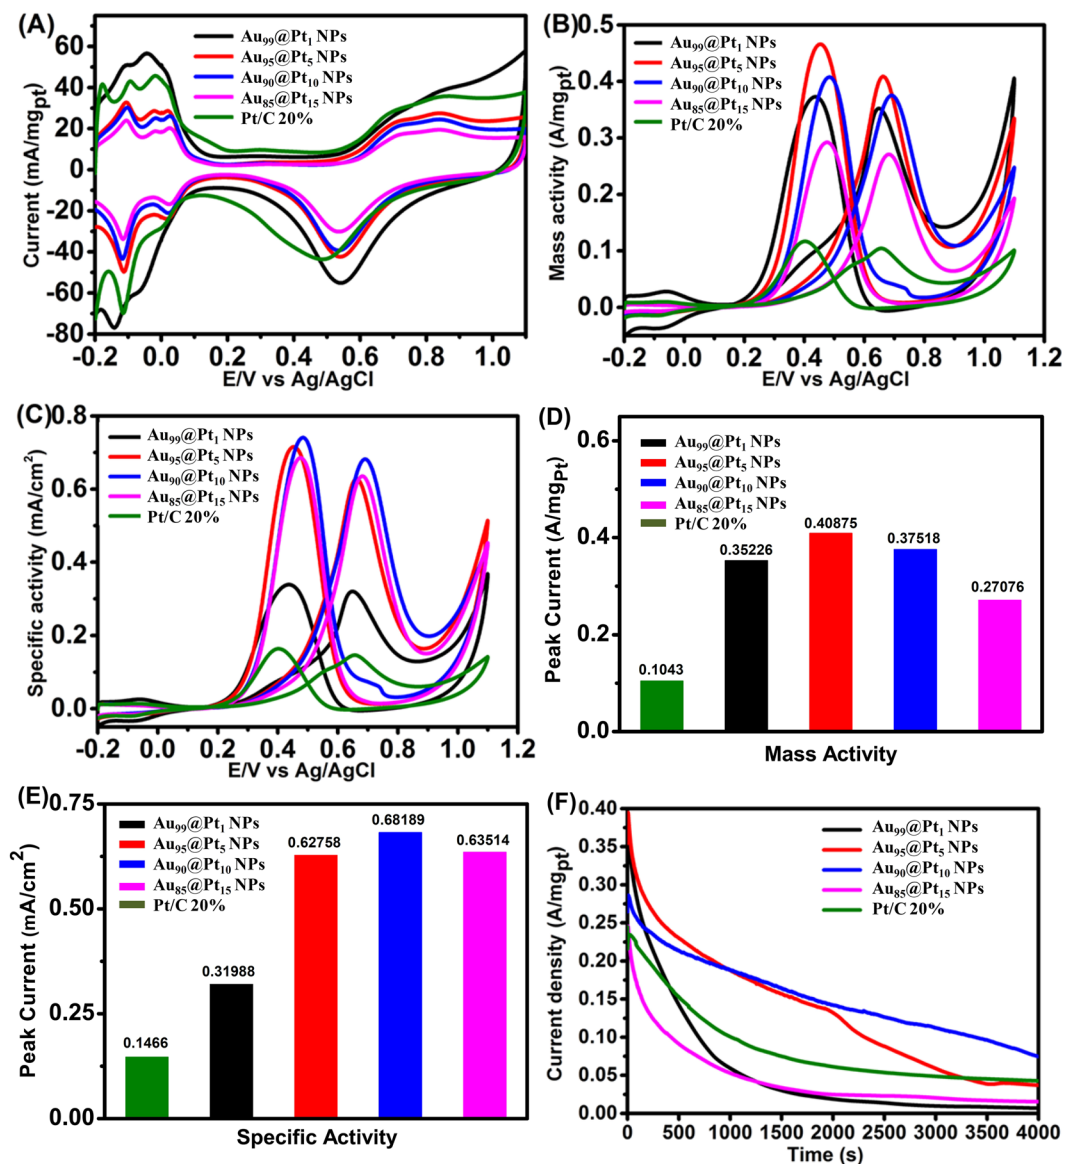 (A)
Au99@Pt1 NPs
Au95@Pt5 NPs
Au90@Pt10 NPs
Au85@Pt15 NPs
Pt/C 20%
Current (mA/mgpt)
60
40
20
0
-20
-40
-60
-80
-0.2 0.0 0.2 0.4 0.6 0.8 1.0
E/V vs Ag/AgCl
(B)
Au99@Pt1 NPs
Au95@Pt5 NPs
Au90@Pt10 NPs
Au85@Pt15 NPs
Pt/C 20%
Mass activity (A/mgpt)
0.5
0.4
0.3
0.2
0.1
0.0
-0.2 0.0 0.2 0.4 0.6 0.8 1.0 1.2
E/V vs Ag/AgCl
(C)
Au99@Pt1 NPs
Au95@Pt5 NPs
Au90@Pt10 NPs
Au85@Pt15 NPs
Pt/C 20%
Specific activity (mA/cm2)
0.8
0.6
0.4
0.2
0.0
-0.2 0.0 0.2 0.4 0.6 0.8 1.0 1.2
E/V vs Ag/AgCl
(D)
Au99@Pt1 NPs
Au95@Pt5 NPs
Au90@Pt10 NPs
Au85@Pt15 NPs
Pt/C 20%
Peak Current (A/mgPt)
0.6
0.4
0.2
0.0
0.1043
0.35226
0.40875
0.37518
0.27076
Mass Activity
(E)
Au99@Pt1 NPs
Au95@Pt5 NPs
Au90@Pt10 NPs
Au85@Pt15 NPs
Pt/C 20%
Peak Current (mA/cm2)
0.75
0.50
0.25
0.00
0.1466
0.31988
0.62758
0.68189
0.63514
Specific Activity
(F)
Au99@Pt1 NPs
Au95@Pt5 NPs
Au90@Pt10 NPs
Au85@Pt15 NPs
Pt/C 20%
Current density (A/mgpt)
0.40
0.35
0.30
0.25
0.20
0.15
0.10
0.05
0.00
0 500 1000 1500 2000 2500 3000 3500 4000
Time (s)